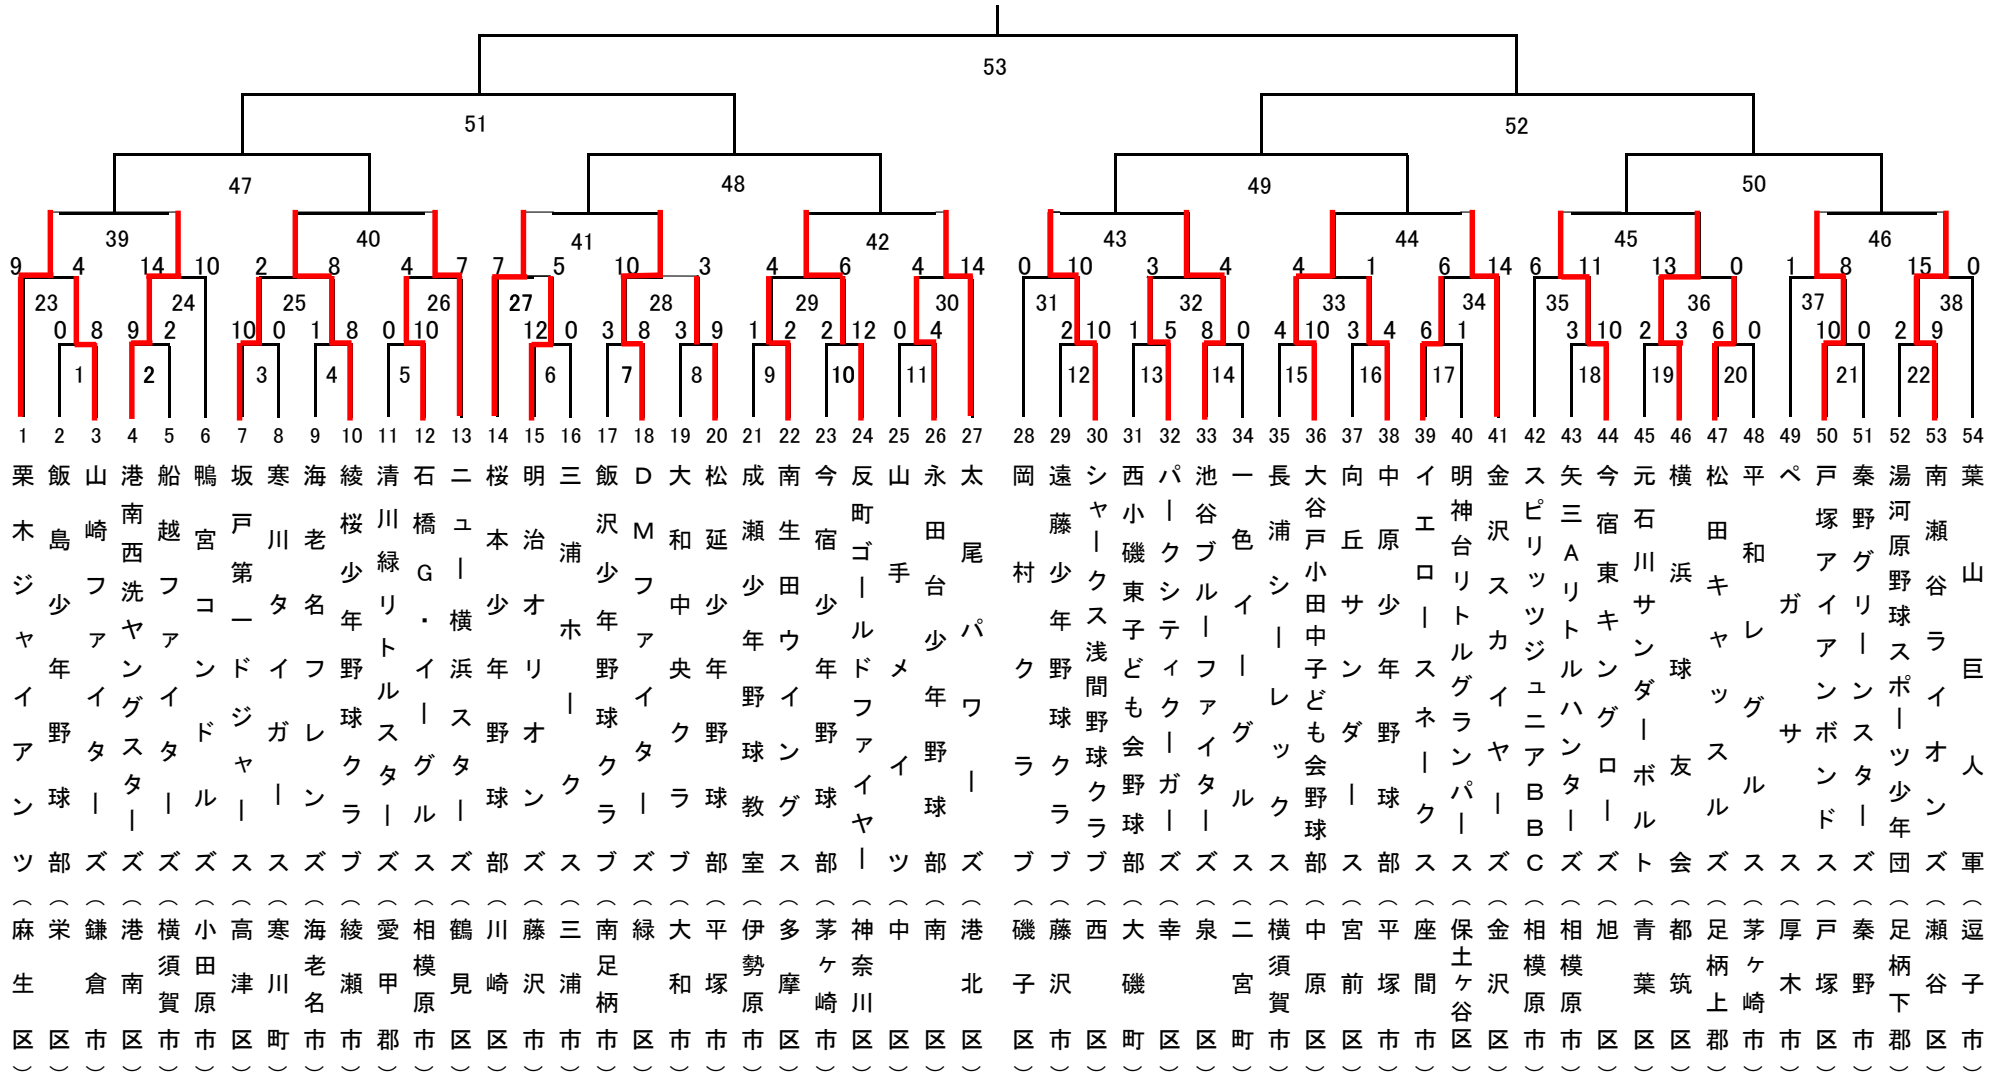 53
51
52
47
48
49
50
39
40
41
42
43
44
45
46
9 4 14 10 2 8 4 7 7 5 10 3 4 6 4 14 0 10 3 4 4 1 6 14 6 11 13 0 1 8 15 0
23 24 25 26 27 28 29 30 31 32 33 34 35 36 37 38
0 8 9 2 10 0 1 8 0 10 12 0 3 8 3 9 1 2 2 12 0 4 2 10 1 5 8 0 4 10 3 4 6 1 3 10 2 3 6 0 10 0 2 9
1 2 3 4 5 6 7 8 9 10 11 12 13 14 15 16 17 18 19 20 21 22
1 2 3 4 5 6 7 8 9 10 11 12 13 14 15 16 17 18 19 20 21 22 23 24 25 26 27 28 29 30 31 32 33 34 35 36 37 38 39 40 41 42 43 44 45 46 47 48 49 50 51 52 53 54
栗木ジャイアンツ（麻生区）
飯島少年野球部（栄区）
山崎ファイターズ（鎌倉市）
港南西洗ヤングスターズ（港南区）
船越ファイターズ（横須賀市）
鴨宮コンドルズ（小田原市）
坂戸第一ドジャース（高津区）
寒川タイガース（寒川町）
海老名フレンズ（海老名市）
綾桜少年野球クラブ（綾瀬市）
清川緑リトルスターズ（愛甲郡）
石橋G・イーグルス（相模原市）
ニュー横浜スターズ（鶴見区）
桜本少年野球部（川崎区）
明治オリオンズ（藤沢市）
三浦ホークス（三浦市）
飯沢少年野球クラブ（南足柄市）
DMファイターズ（緑区）
大和中央クラブ（大和市）
松延少年野球部（平塚市）
成瀬少年野球教室（伊勢原市）
南生田ウイングス（多摩区）
今宿少年野球部（茅ヶ崎市）
反町ゴールドファイヤー（神奈川区）
山手メイツ（中区）
永田台少年野球部（南区）
太尾パワーズ（港北区）
岡村クラブ（磯子区）
遠藤少年野球クラブ（藤沢市）
シャークス浅間野球クラブ（西区）
西小磯東子ども会野球部（大磯町）
パークシティクーガーズ（幸区）
池谷ブルーファイターズ（泉区）
一色イーグルス（二宮町）
長浦シーレックス（横須賀市）
大谷戸小田中子ども会野球部（中原区）
向丘サンダース（宮前区）
中原少年野球部（平塚市）
イエロースネークス（座間市）
明神台リトルグランパース（保土ヶ谷区）
金沢スカイヤーズ（金沢区）
スピリッツジュニアBBC（相模原市）
矢三Aリトルハンターズ（相模原市）
今宿東キングローズ（旭区）
元石川サンダーボルト（青葉区）
横浜球友会（都筑区）
松田キャッスルズ（足柄上郡）
平和レグルス（茅ヶ崎市）
ペガサス（厚木市）
戸塚アイアンボンドス（戸塚区）
秦野グリーンスターズ（秦野市）
湯河原野球スポーツ少年団（足柄下郡）
南瀬谷ライオンズ（瀬谷区）
葉山巨人軍（逗子市）